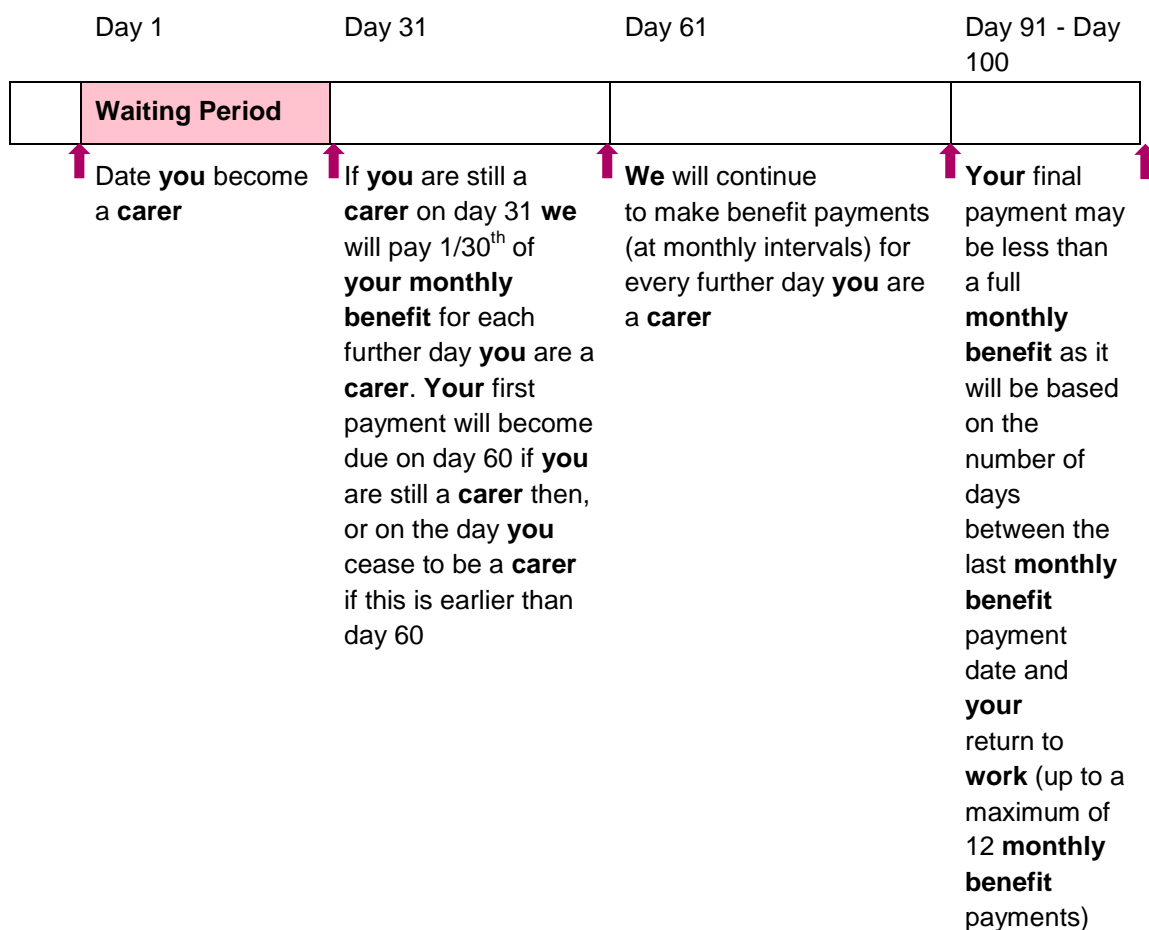 Day 1
Day 31
Day 61
Day 91 - Day
100
Waiting Period
Date you become
a carer
If you are still a
carer on day 31 we
will pay 1/30th of
your monthly
benefit for each
further day you are a
carer. Your first
payment will become
due on day 60 if you
are still a carer then,
or on the day you
cease to be a carer
if this is earlier than
day 60
We will continue
to make benefit payments
(at monthly intervals) for
every further day you are
a carer
Your final
payment may
be less than
a full
monthly
benefit as it
will be based
on the
number of
days
between the
last monthly
benefit
payment
date and
your
return to
work (up to a
maximum of
12 monthly
benefit
payments)